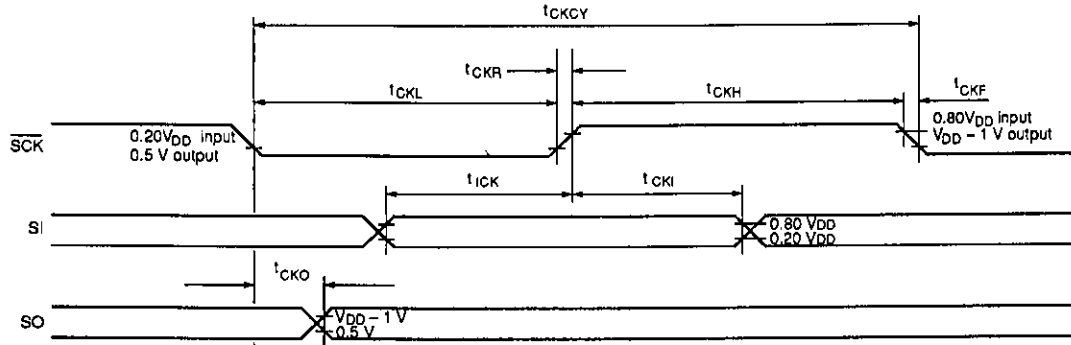 tCKCY
tCKR
tCKL
tCKH
tCKF
SCK
0.20VDD input
0.5 V output
0.80VDD input
VDD – 1 V output
tICK
tCKI
SI
0.80 VDD
0.20 VDD
tCKO
SO
VDD – 1 V
0.5 V